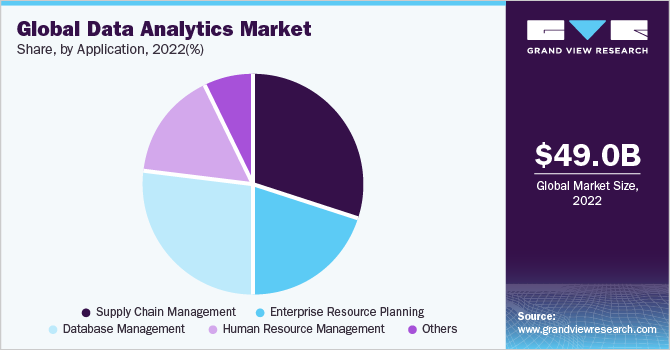 Global Data Analytics Market
Share, by Application, 2022(%)
Supply Chain Management
Enterprise Resource Planning
Database Management
Human Resource Management
Others
GRAND VIEW RESEARCH
$49.0B
Global Market Size,
2022
Source:
www.grandviewresearch.com